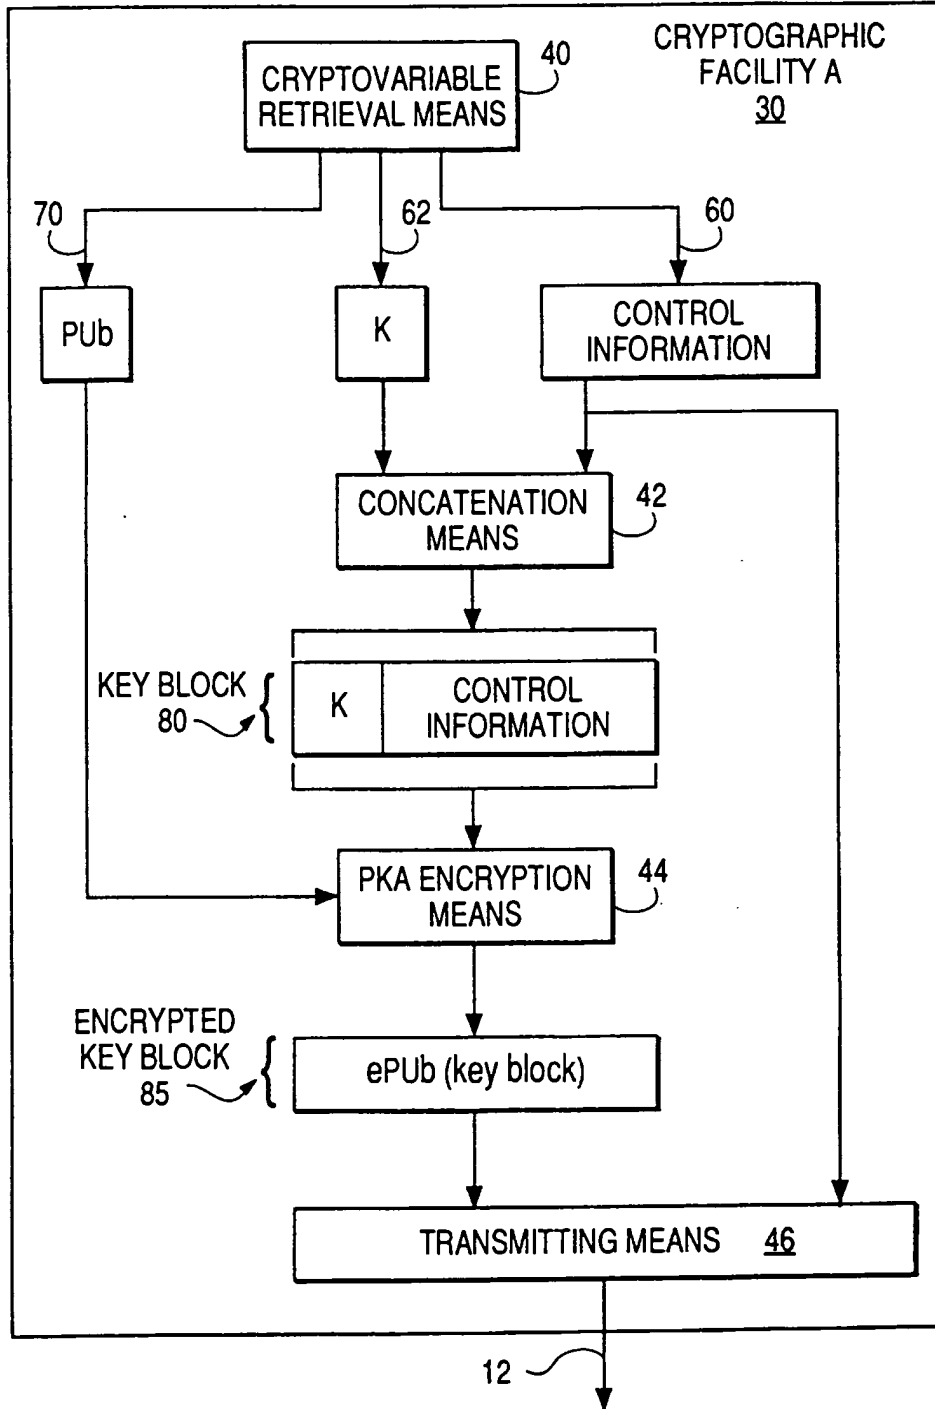 CRYPTOGRAPHIC
FACILITY A
30
CRYPTOVARIABLE
RETRIEVAL MEANS
40
70
62
60
PUb
K
CONTROL
INFORMATION
CONCATENATION
MEANS
42
KEY BLOCK
80
K
CONTROL
INFORMATION
PKA ENCRYPTION
MEANS
44
ENCRYPTED
KEY BLOCK
85
ePUb (key block)
TRANSMITTING MEANS 46
12